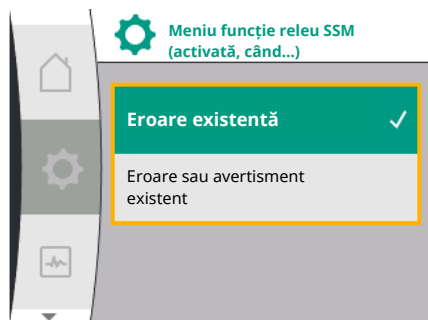 Meniu funcție releu SSM
(activată, când...)
Eroare existentă
Eroare sau avertisment
existent